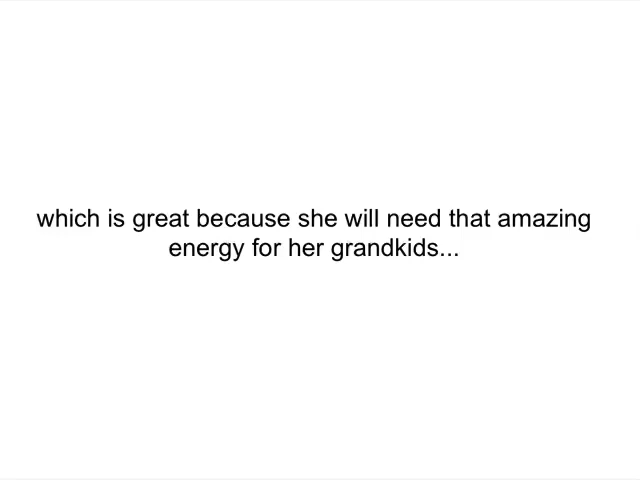 which is great because she will need that amazing
energy for her grandkids...